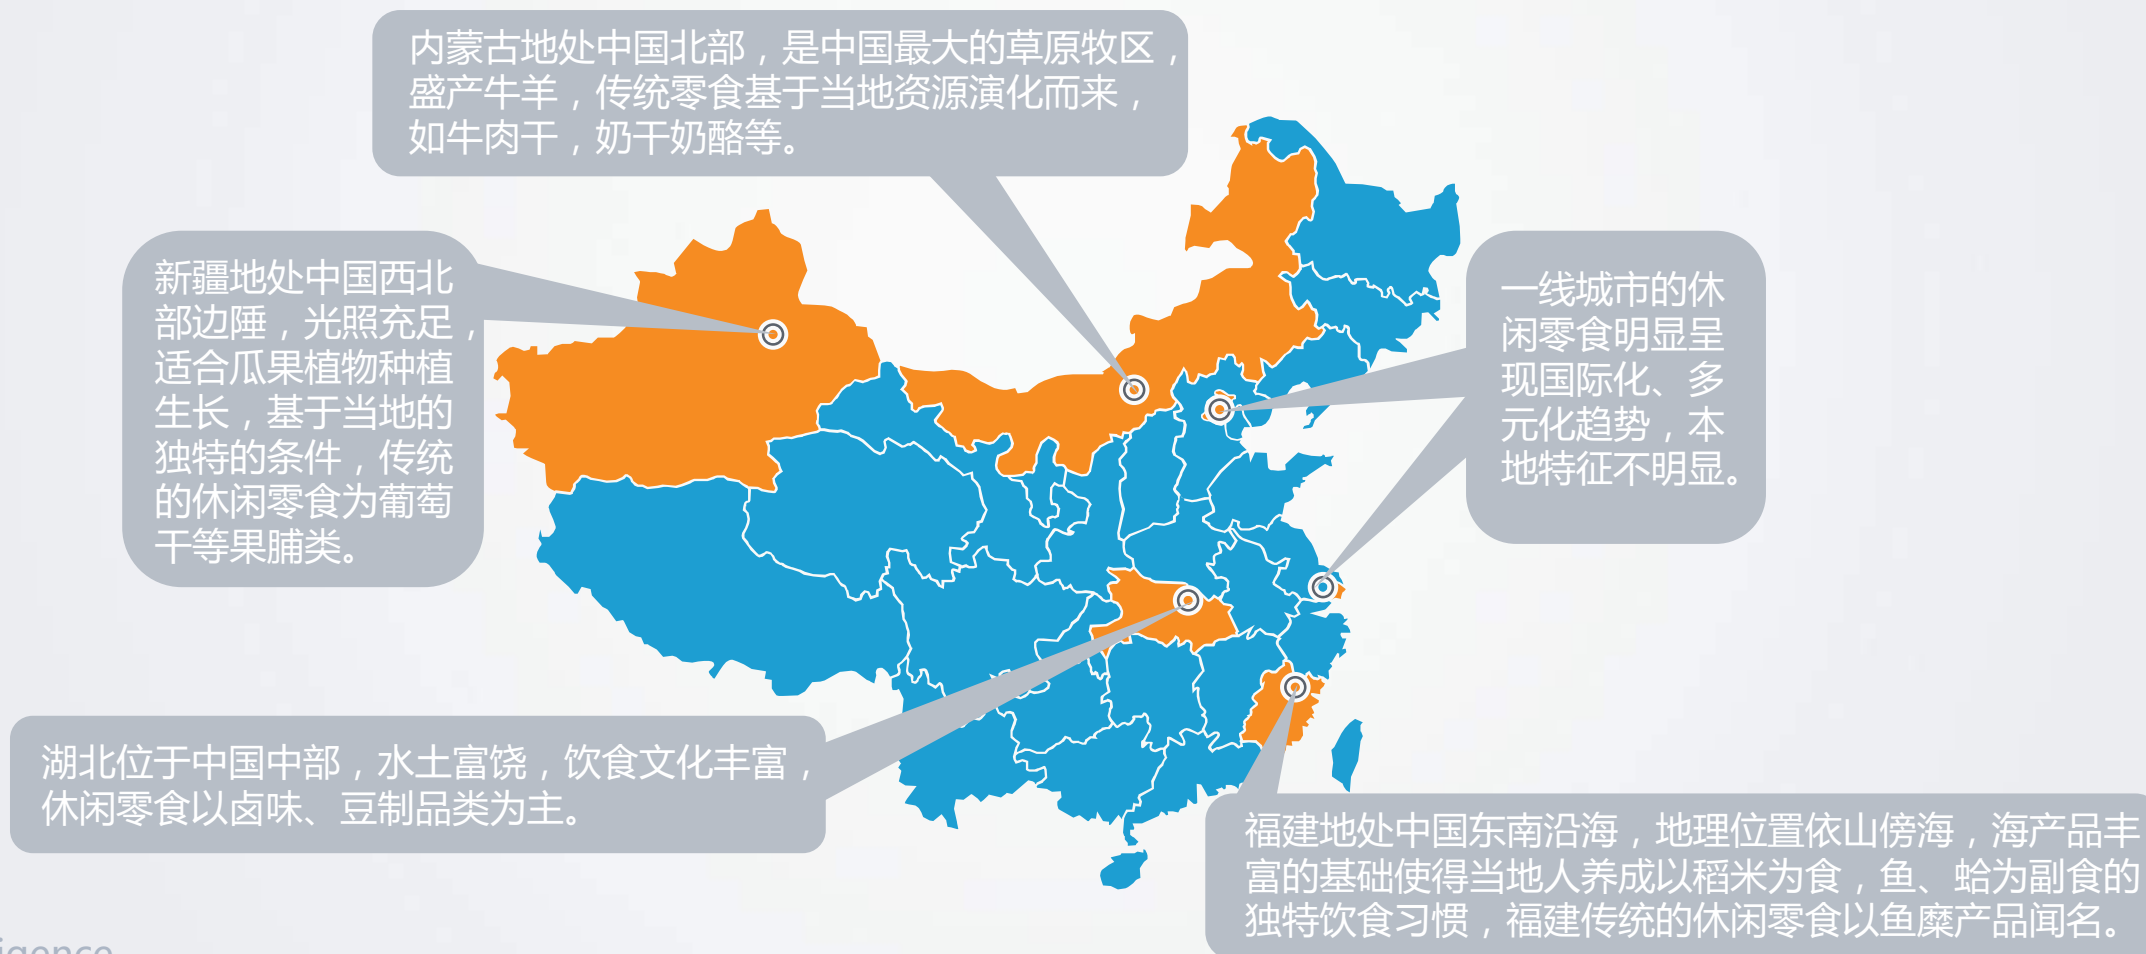 内蒙古地处中国北部，是中国最大的草原牧区，
盛产牛羊，传统零食基于当地资源演化而来，
如牛肉干，奶干奶酪等。
新疆地处中国西北
部边陲，光照充足，
适合瓜果植物种植
生长，基于当地的
独特的条件，传统
的休闲零食为葡萄
干等果脯类。
一线城市的休
闲零食明显呈
现国际化、多
元化趋势，本
地特征不明显。
湖北位于中国中部，水土富饶，饮食文化丰富，
休闲零食以卤味、豆制品类为主。
福建地处中国东南沿海，地理位置依山傍海，海产品丰
富的基础使得当地人养成以稻米为食，鱼、蛤为副食的
独特饮食习惯，福建传统的休闲零食以鱼糜产品闻名。